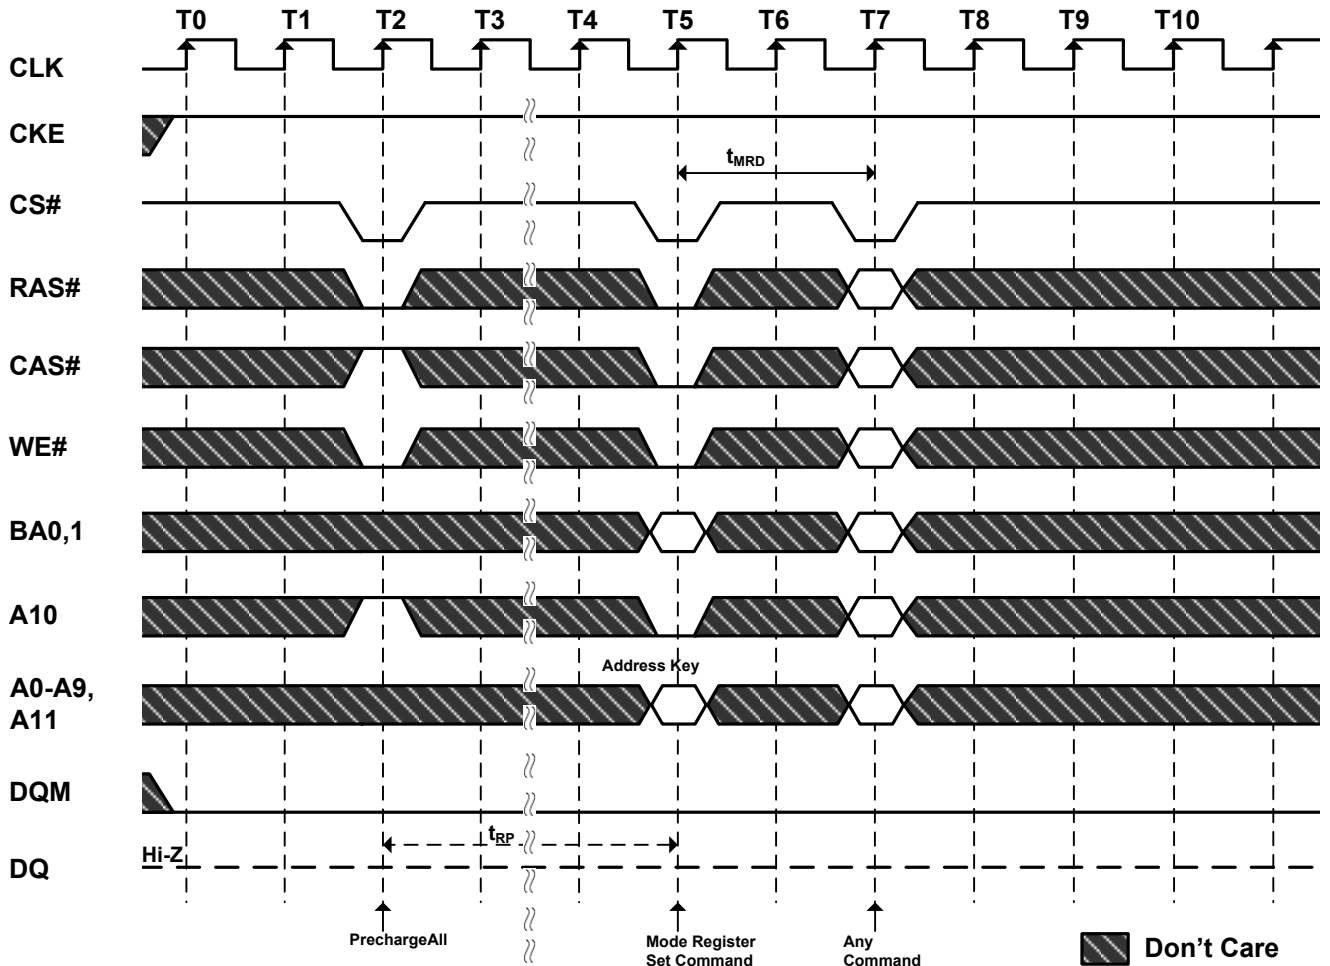 T0 T1 T2 T3 T4 T5 T6 T7 T8 T9 T10
CLK
CKE
tMRD
CS#
RAS#
CAS#
WE#
BA0,1
A10
Address Key
A0-A9,
A11
DQM
tRP
Hi-Z
DQ
PrechargeAll
Mode Register
Set Command
Any
Command
Don't Care